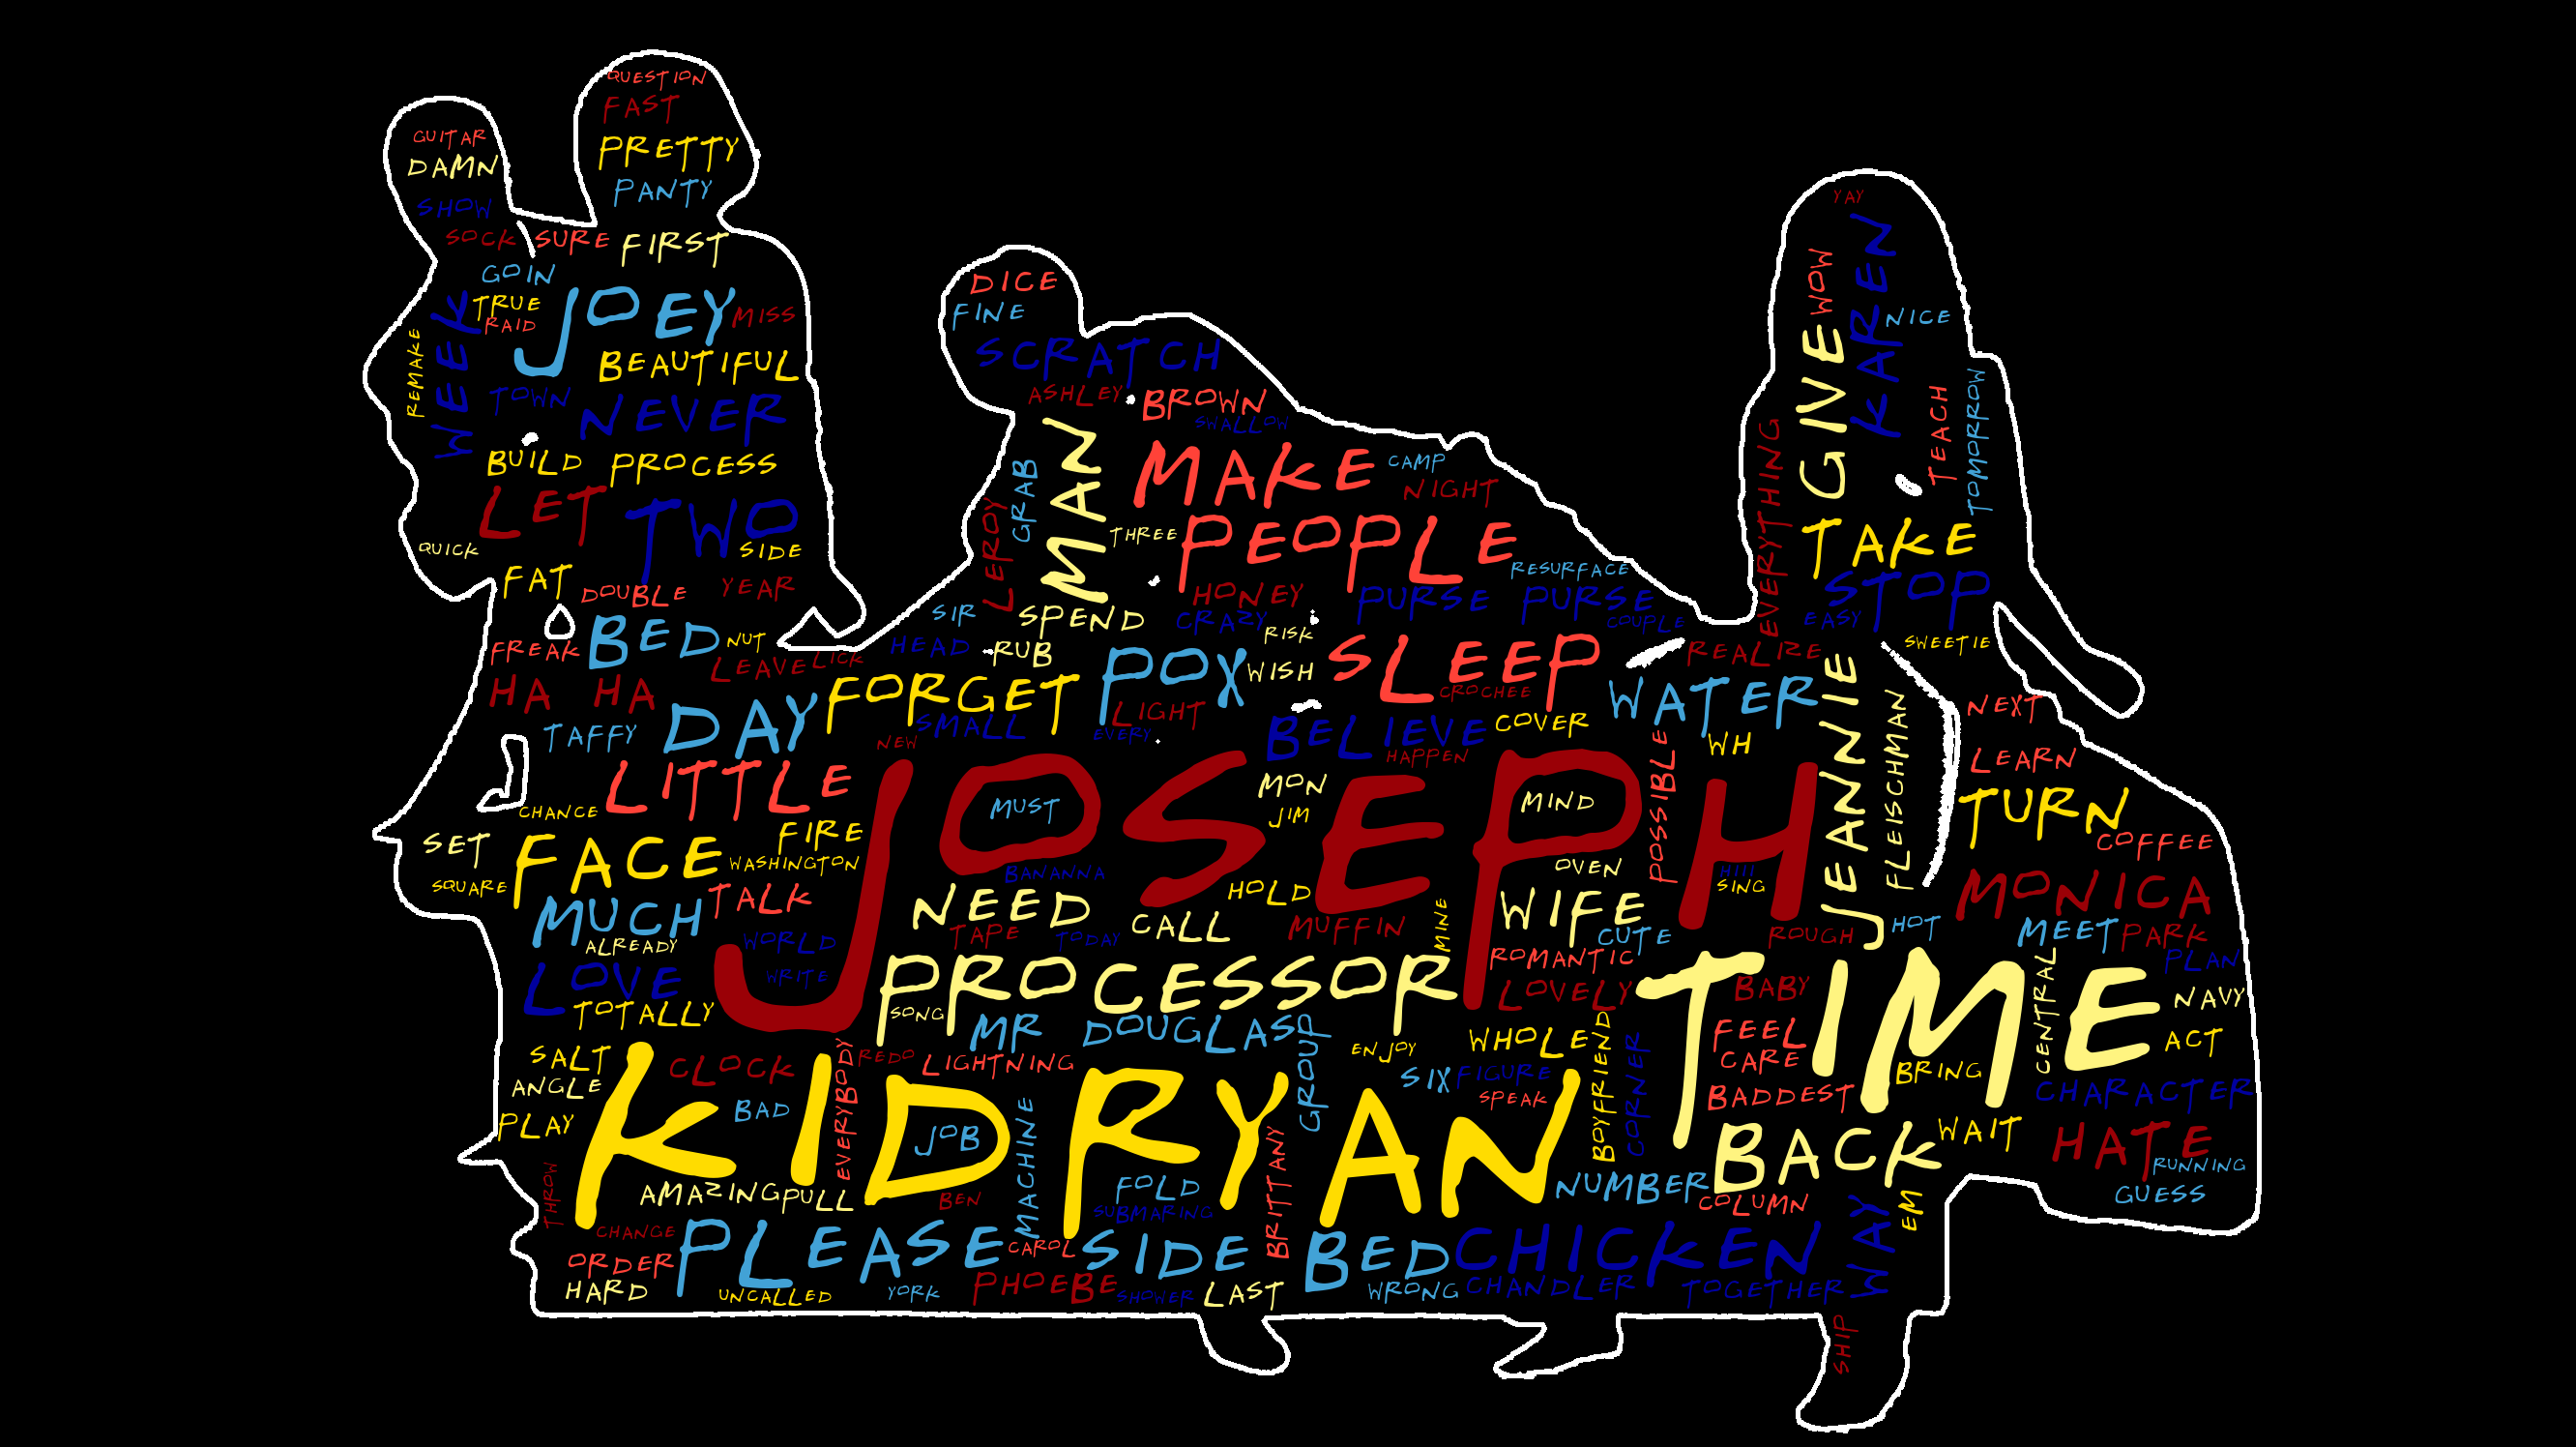 QUESTION
FAST
GUITAR
PRETTY
DAMN
PANTY
SHOW
SOCK SURE FIRST
GOIN
TRUE
RAID
JOEY
MISS
REMAKE
WEEK
BEAUTIFUL
TOWN
NEVER
BUILD PROCESS
LET
TWO
QUICK
SIDE
FAT
DOUBLE
YEAR
BED
NUT
FREAK
LEAVE
LICK
HA HA
TAFFY
DAY
DICE
FINE
SCRATCH
ASHLEY
BROWN
SWALLOW
MAN
GRAB
LEROY
MAKE
CAMP
NIGHT
THREE
PEOPLE
RESURFACE
HONEY
PURSE PURSE
COUPLE
SIR
SPEND
CRAZY
RISK
HEAD
RUB
POX
WISH
SLEEP
CROCHEE
FORGET
SMALL
NEW
LIGHT
EVERY
BELIEVE
HAPPEN
COVER
WATER
WH
REALIZE
YAY
WOW
KAREN
NICE
GIVE
TEACH
TOMORROW
EVERYTHING
TAKE
STOP
EASY
SWEETIE
JEANNIE
FLEISCHMAN
NEXT
LEARN
TURN
COFFEE
MONICA
HOT
MEET
PARK
PLAN
LITTLE
CHANCE
FIRE
SET
FACE
WASHINGTON
SQUARE
TALK
MUCH
ALREADY
WORLD
LOVE
WRITE
TOTALLY
JOSEPH
MUST
MON
JIM
MIND
POSSIBLE
BANANNA
OVEN
HILL
SING
NEED
HOLD
TAPE
TODAY
CALL
MUFFIN
MINE
WIFE
CUTE
ROUGH
ROMANTIC
LOVELY
PROCESSOR
SONG
MR DOUGLAS
GROUP
TIME
BABY
FEEL
CARE
BADDEST
BRING
CENTRAL
NAVY
ACT
CHARACTER
SALT
ANGLE
PLAY
CLOCK
REDO
LIGHTNING
ENJOY
WHOLE
BOYFRIEND
CORNER
SIX FIGURE
SPEAK
KIDRYAN
BAD
EVERYBODY
JOB
MACHINE
BRITTANY
BACK
WAIT
HATE
RUNNING
GUESS
THROW
AMAZING
PULL
BEN
FOLD
SUBMARING
NUMBER
COLUMN
WAY
EM
CHANGE
PLEASE
CAROL
SIDE BED
CHICKEN
ORDER
HARD
UNCALLED
YORK
PHOEBE
SHOWER
LAST
WRONG
CHANDLER
TOGETHER
SHIP